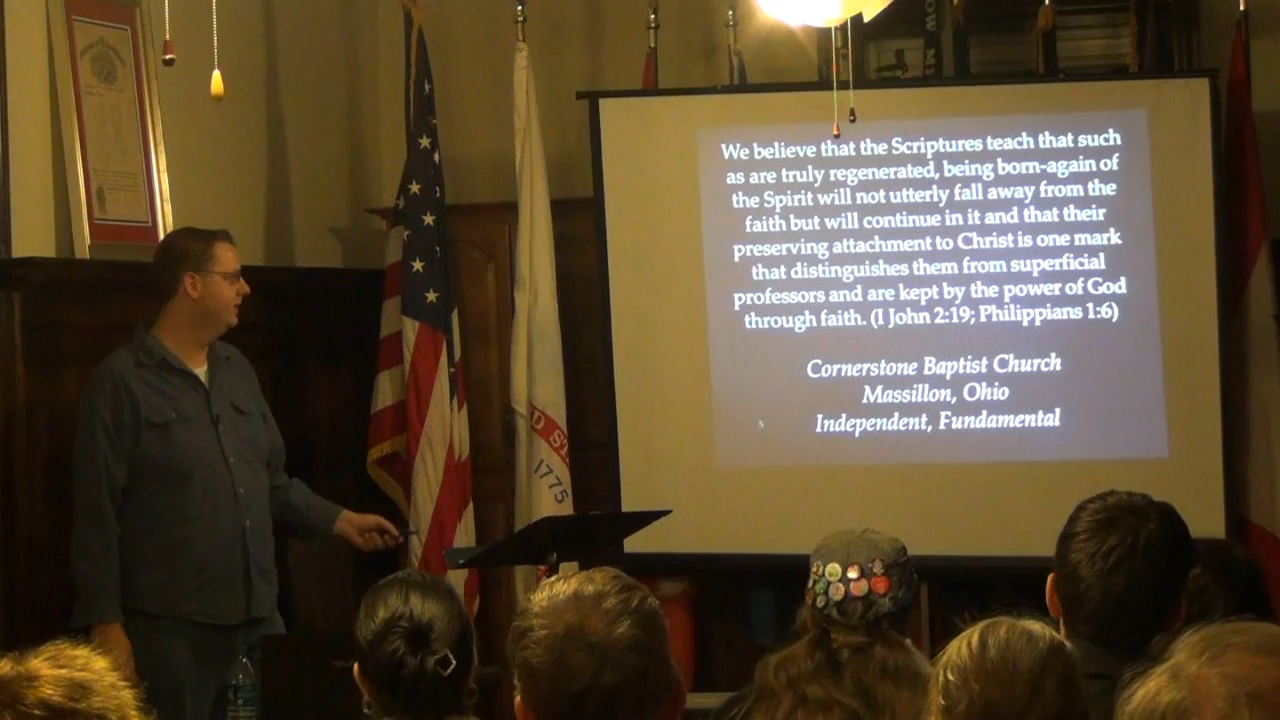 We believe that the Scriptures teach that such
as are truly regenerated, being born-again of
the Spirit will not utterly fall away from the
faith but will continue in it and that their
preserving attachment to Christ is one mark
that distinguishes them from superficial
professors and are kept by the power of God
through faith. (I John 2:19; Philippians 1:6)
Cornerstone Baptist Church
Massillon, Ohio
5
Independent, Fundamental
D ST
1775